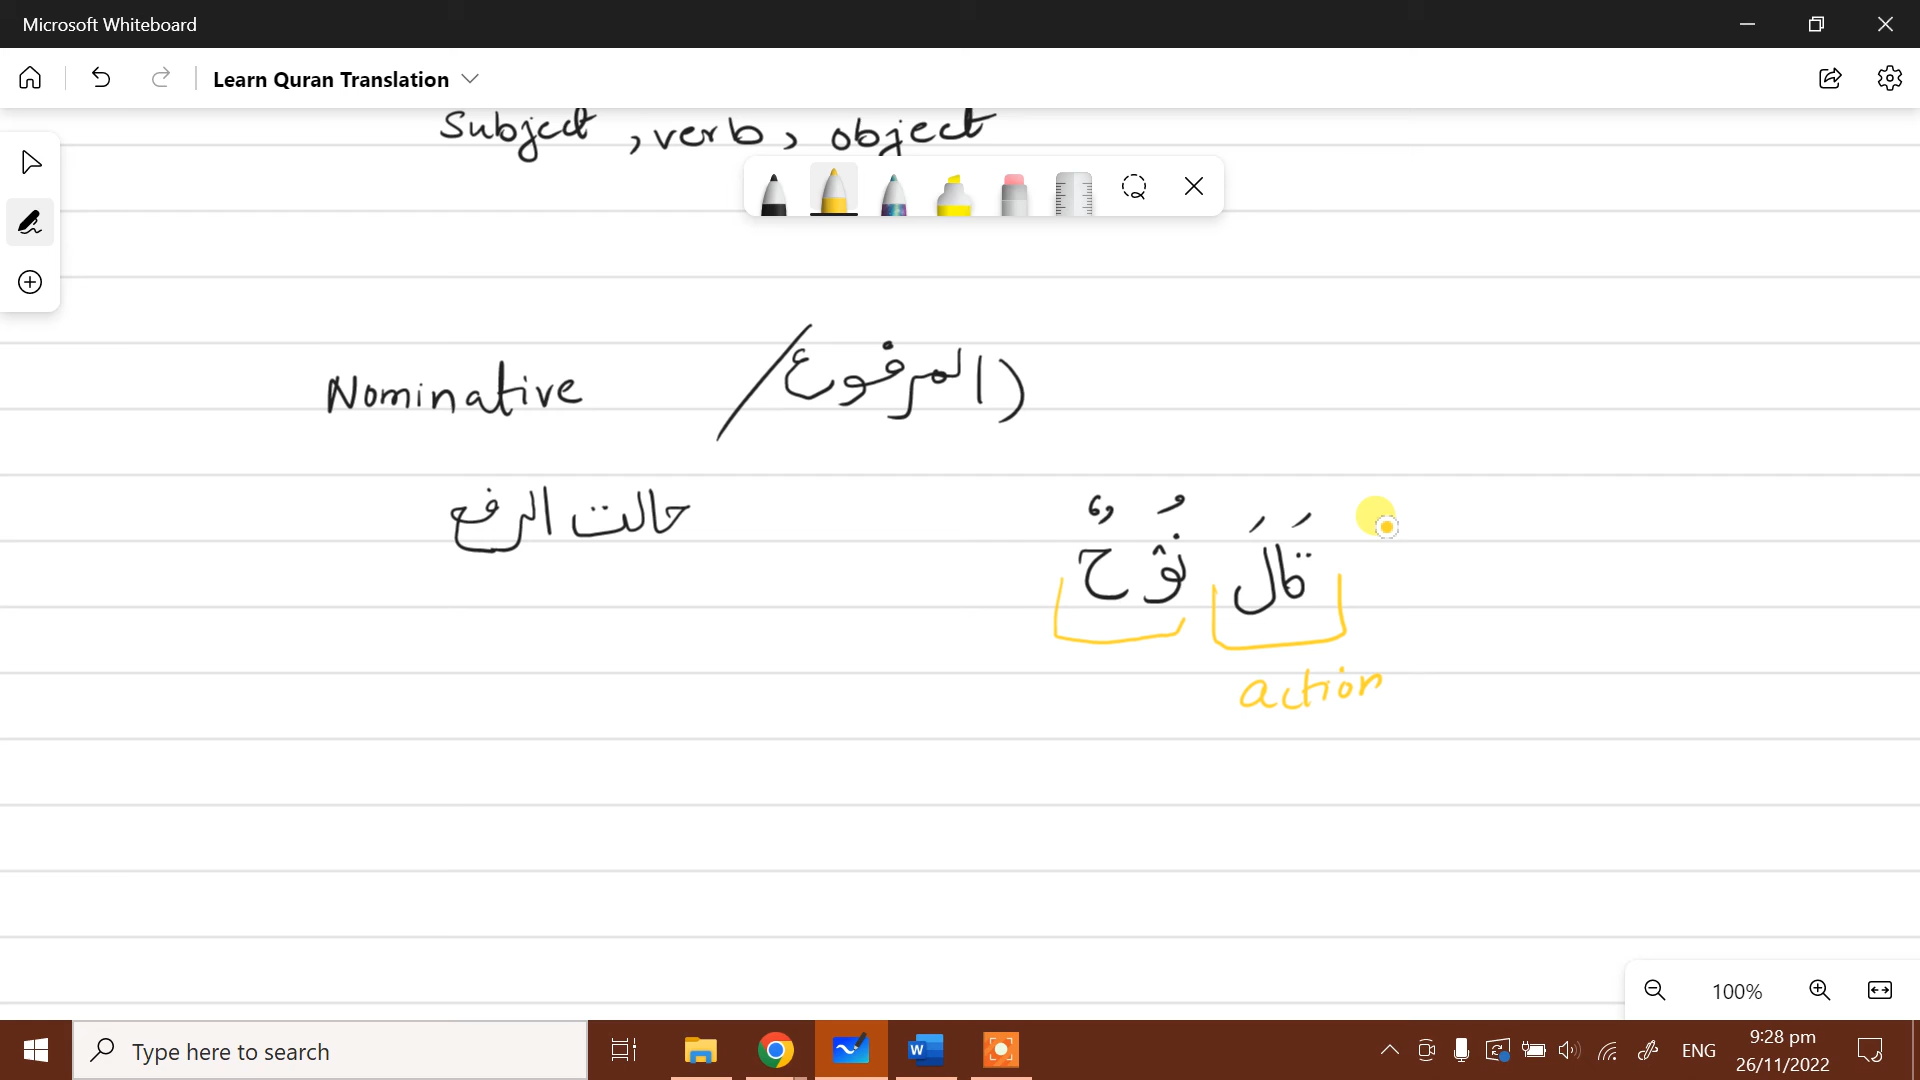 Microsoft Whiteboard
Learn Quran Translation
Subject, verb, object
Nominative (المرفوع/
حالت الرفع
قَالَ نُوْحٌ
action
100%
Type here to search
ENG
9:28 pm
26/11/2022